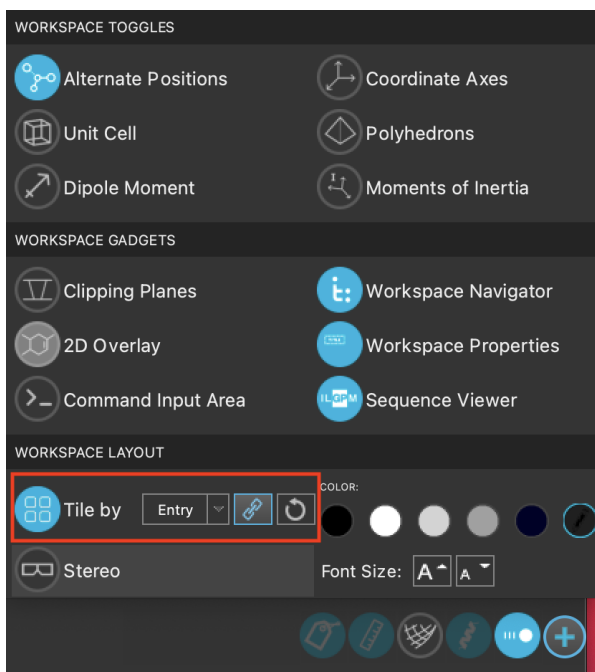 WORKSPACE TOGGLES
Alternate Positions
Coordinate Axes
Unit Cell
Polyhedrons
Dipole Moment
Moments of Inertia
WORKSPACE GADGETS
Clipping Planes
Workspace Navigator
2D Overlay
Workspace Properties
Command Input Area
ILGPM Sequence Viewer
WORKSPACE LAYOUT
Tile by Entry
COLOR:
Stereo
Font Size: A A